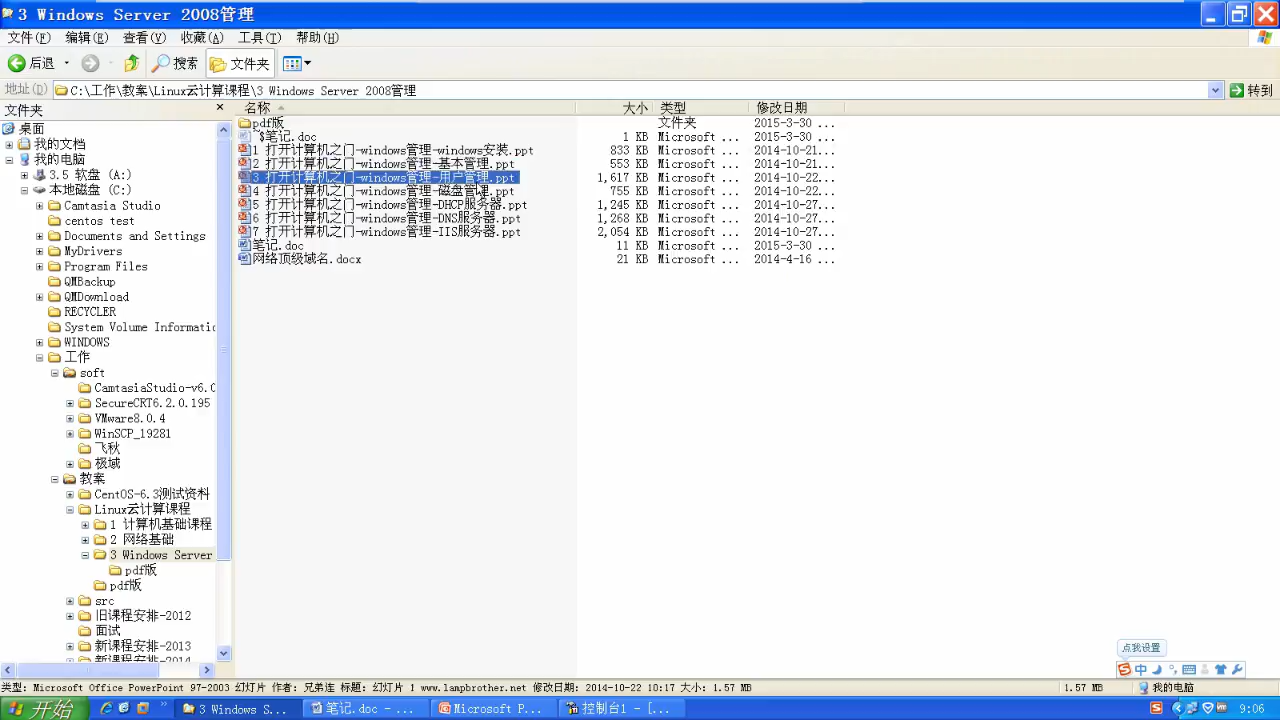 3 Windows Server 2008管理
文件(F) 编辑(E) 查看(V) 收藏(A) 工具(T) 帮助(H)
后退 搜索 文件夹
地址(D) C:\工作\教案\Linux云计算课程\3 Windows Server 2008管理 转到
文件夹 × 名称 大小 类型 修改日期
桌面
我的文档
我的电脑
3.5 软盘 (A:)
本地磁盘 (C:)
Camtasia Studio
centos test
Documents and Settings
MyDrivers
Program Files
QMBackup
QMDownload
RECYCLER
System Volume Informatio
WINDOWS
工作
soft
CamtasiaStudio-v6.0
SecureCRT6.2.0.195
VMware8.0.4
WinSCP_19281
飞秋
极域
教案
CentOS-6.3测试资料
Linux云计算课程
1 计算机基础课程
2 网络基础
3 Windows Server
pdf版
pdf版
src
旧课程安排-2012
面试
新课程安排-2013
新课程安排-2014
pdf版 文件夹 2015-3-30 ...
~$笔记.doc 1 KB Microsoft ... 2015-3-30 ...
1 打开计算机之门-windows管理-windows安装.ppt 833 KB Microsoft ... 2014-10-21...
2 打开计算机之门-windows管理-基本管理.ppt 553 KB Microsoft ... 2014-10-21...
3 打开计算机之门-windows管理-用户管理.ppt 1,617 KB Microsoft ... 2014-10-22...
4 打开计算机之门-windows管理-磁盘管理.ppt 755 KB Microsoft ... 2014-10-22...
5 打开计算机之门-windows管理-DHCP服务器.ppt 1,245 KB Microsoft ... 2014-10-27...
6 打开计算机之门-windows管理-DNS服务器.ppt 1,268 KB Microsoft ... 2014-10-27...
7 打开计算机之门-windows管理-IIS服务器.ppt 2,054 KB Microsoft ... 2014-10-27...
笔记.doc 11 KB Microsoft ... 2015-3-30 ...
网络顶级域名.docx 21 KB Microsoft ... 2014-4-16 ...
点我设置
中
类型: Microsoft Office PowerPoint 97-2003 幻灯片 作者: 兄弟连 标题: 幻灯片 1 www.lampbrother.net 修改日期: 2014-10-22 10:17 大小: 1.57 MB 1.57 MB 我的电脑
开始 3 Windows S... 笔记.doc - ... Microsoft P... 控制台1 - [... 9:06